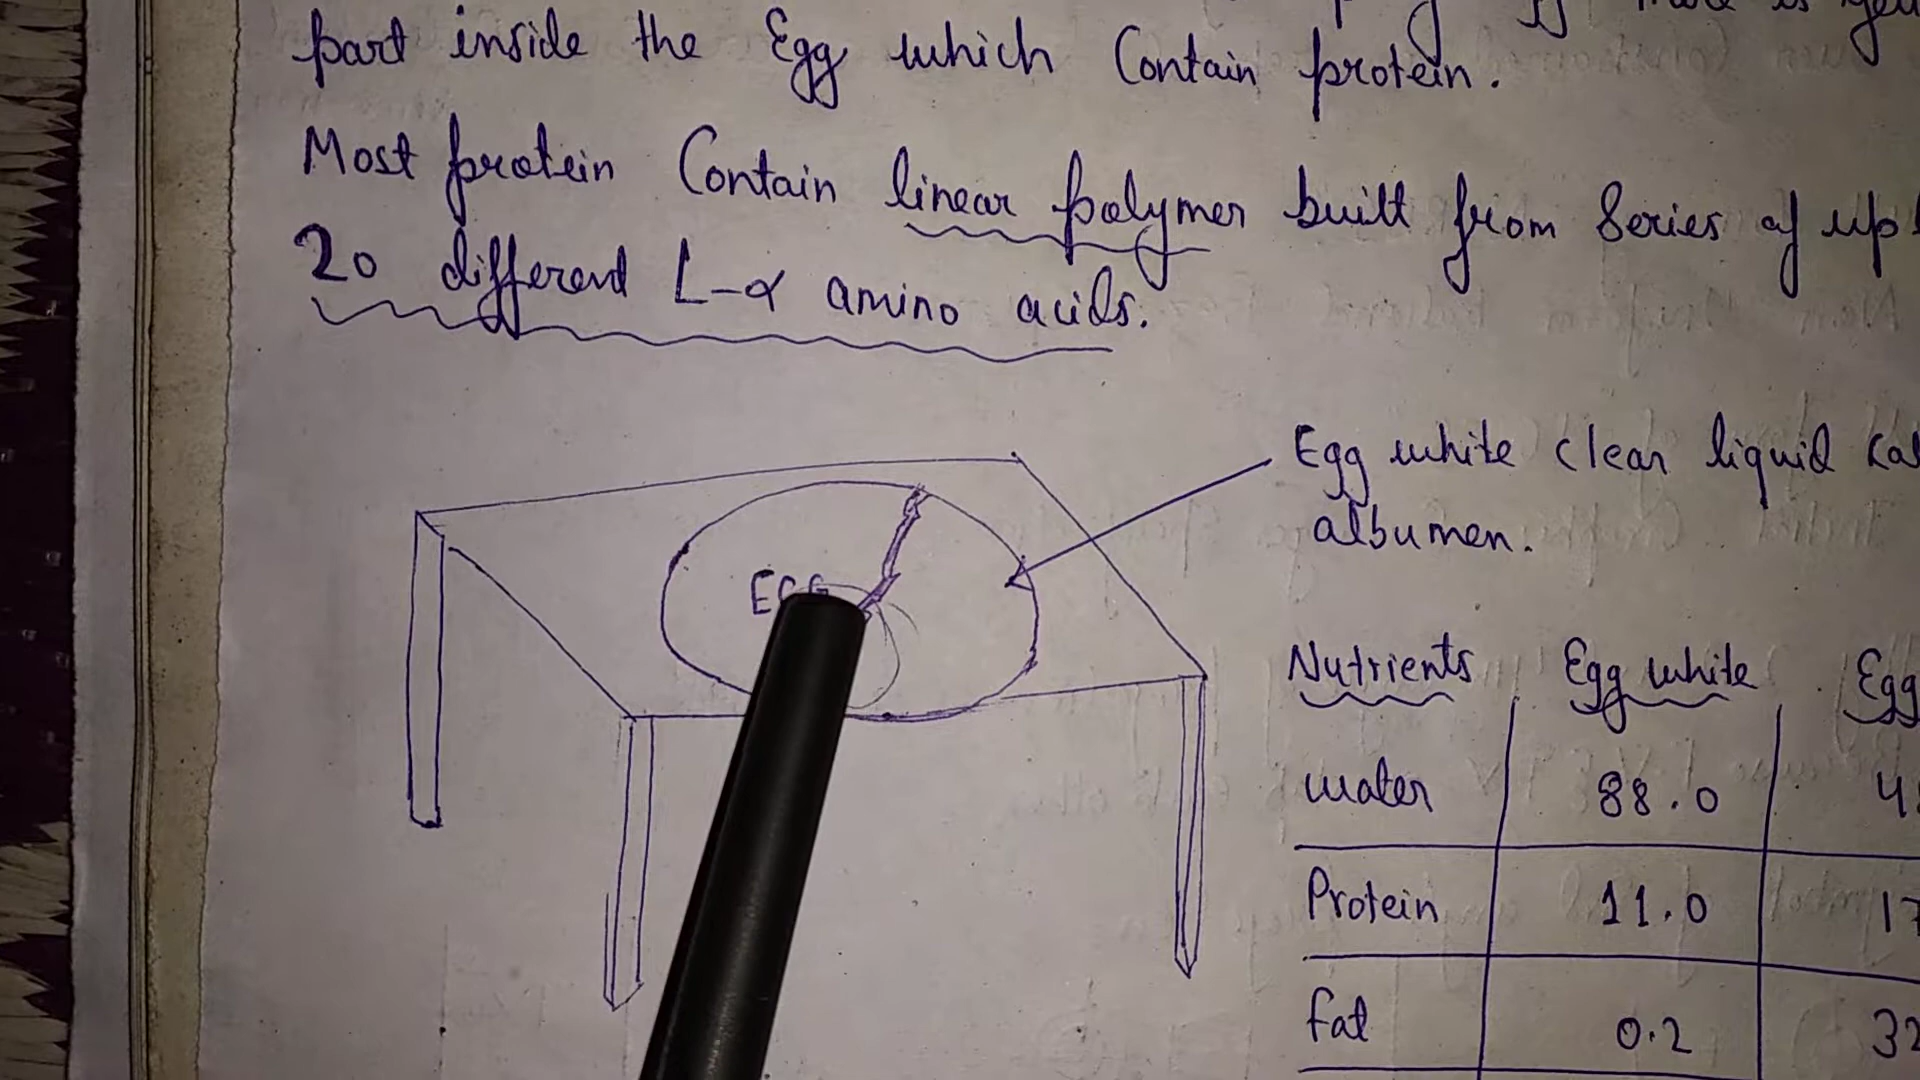 part inside the Egg which Contain protein.
Most protein Contain linear polymer built from Series of up
20 different L-α amino acids.
Egg white clear liquid
albumen.
EGG
Nutrients Egg white Egg
water 88.0
Protein 11.0
fat 0.2